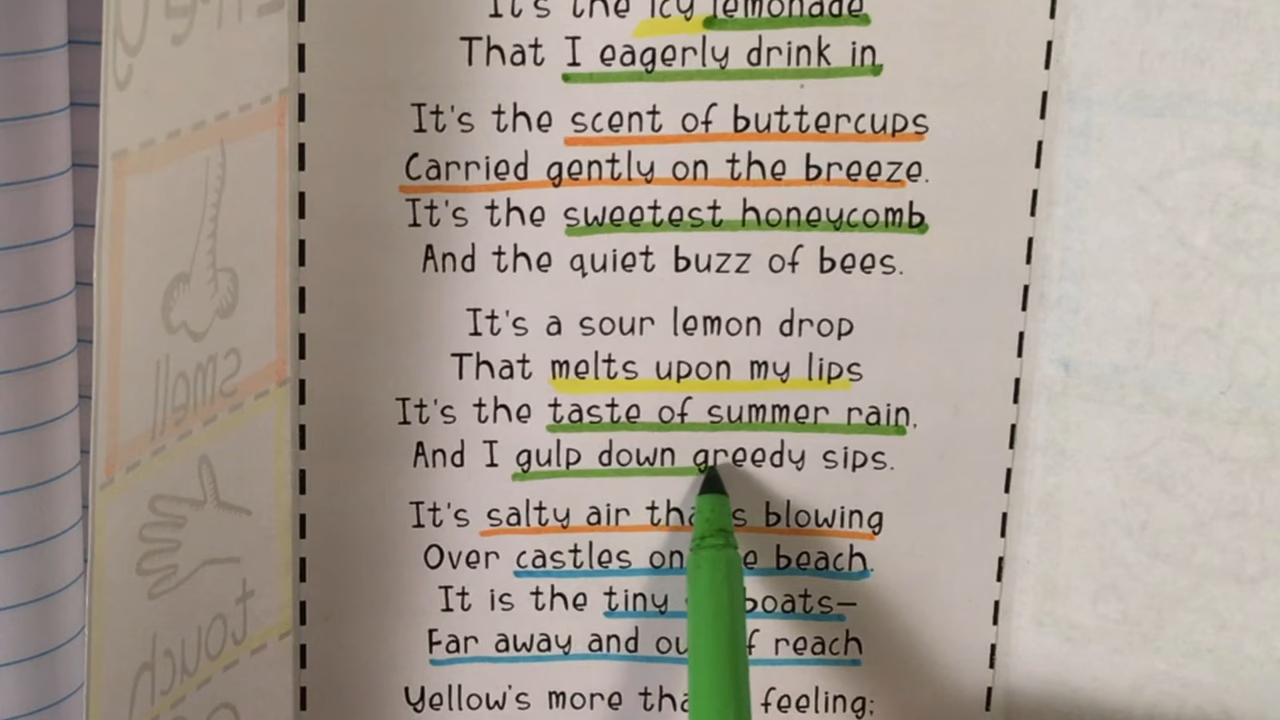 It's the icy lemonade
That I eagerly drink in.
It's the scent of buttercups
Carried gently on the breeze.
It's the sweetest honeycomb
And the quiet buzz of bees.
It's a sour lemon drop
That melts upon my lips
It's the taste of summer rain.
And I gulp down greedy sips.
It's salty air blowing
Over castles on beach.
It is the tiny boats—
Far away and reach
Yellow's more feeling;
smell
touch